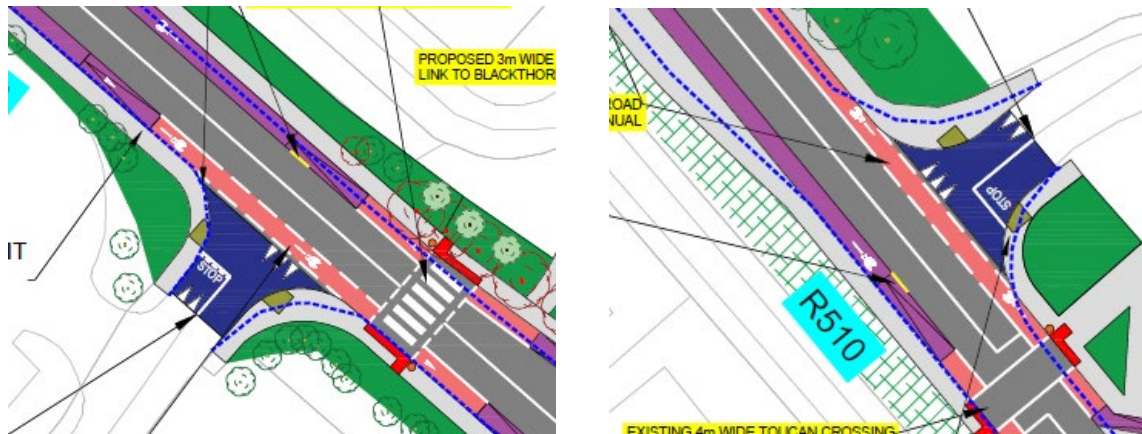 PROPOSED 3m WIDE
LINK TO BLACKTHOR
IT
STOP
ROAD
NUAL
STOP
R510
EXISTING 4m WIDE TOUCAN CROSSING